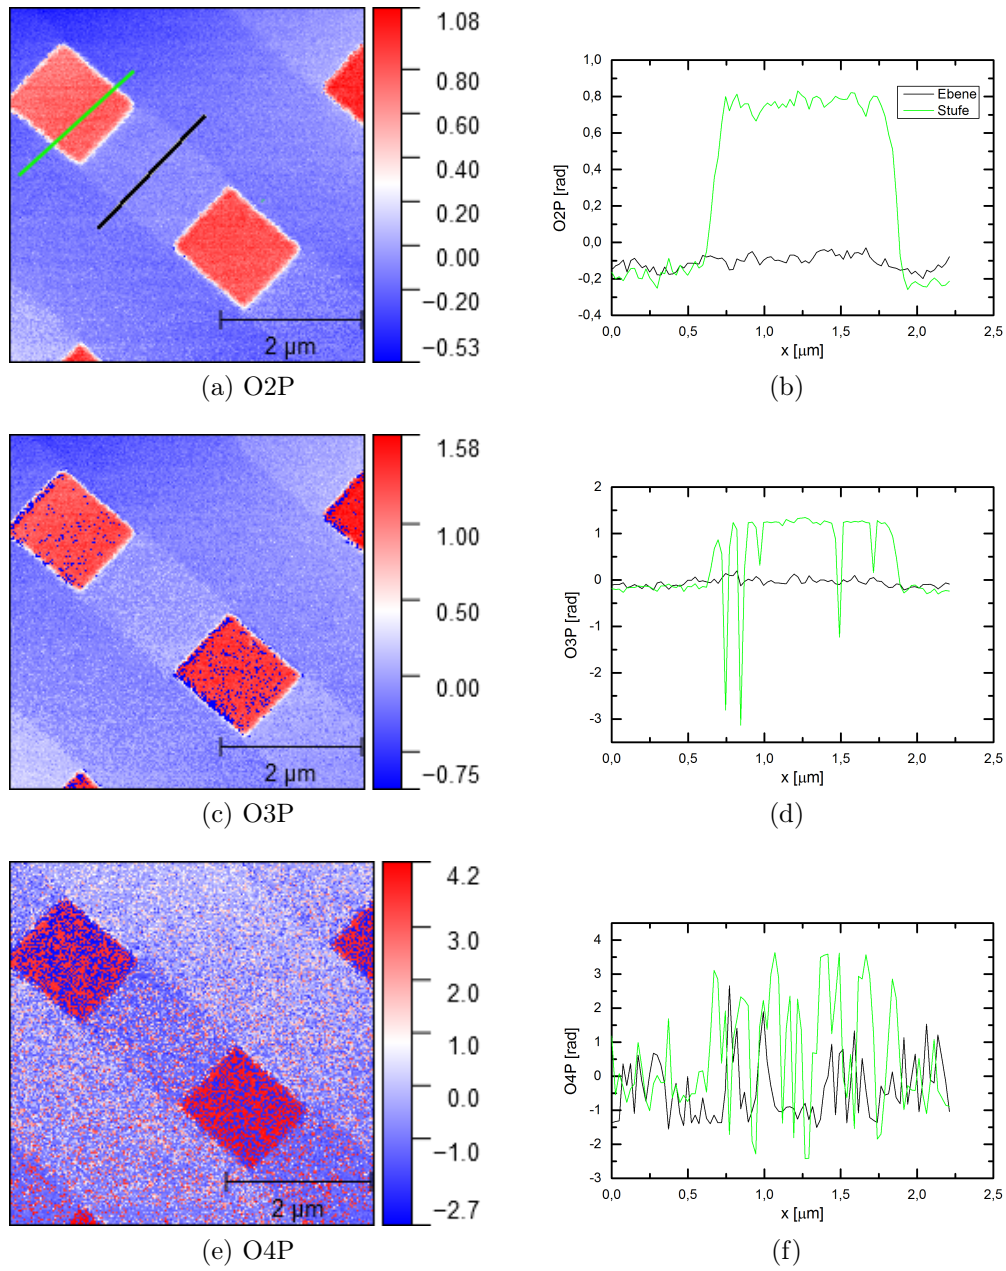 1.08
0.80
0.60
0.40
0.20
0.00
−0.20
−0.53
2 µm
(a) O2P
1,0
0,8
0,6
0,4
0,2
0,0
-0,2
-0,4
O2P [rad]
Ebene
Stufe
0,0 0,5 1,0 1,5 2,0 2,5
x [µm]
(b)
1.58
1.00
0.50
0.00
−0.75
2 µm
(c) O3P
2
1
0
-1
-2
-3
O3P [rad]
0,0 0,5 1,0 1,5 2,0 2,5
x [µm]
(d)
4.2
3.0
2.0
1.0
0.0
−1.0
−2.7
2 µm
(e) O4P
4
3
2
1
0
-1
-2
-3
O4P [rad]
0,0 0,5 1,0 1,5 2,0 2,5
x [µm]
(f)